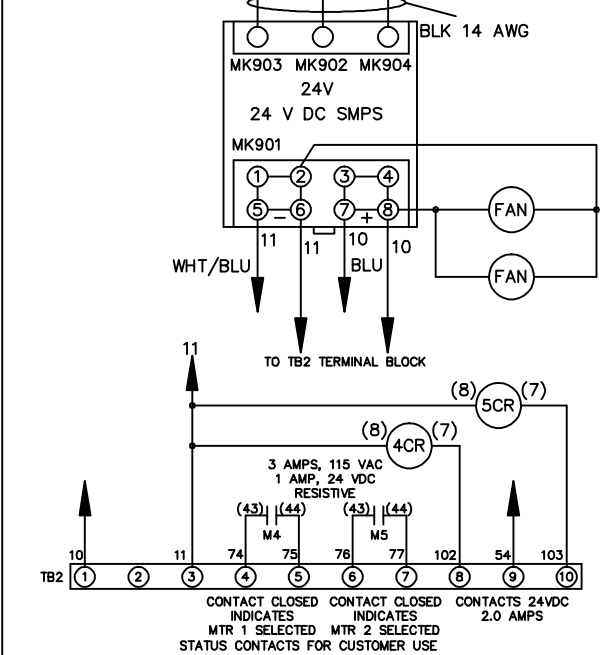 BLK 14 AWG
MK903 MK902 MK904
24V
24 V DC SMPS
MK901
1 2 3 4
5 − 6 7 + 8
FAN
11 11 10 10
WHT/BLU BLU
FAN
TO TB2 TERMINAL BLOCK
11
(8) 5CR (7)
(8) 4CR (7)
3 AMPS, 115 VAC
1 AMP, 24 VDC
RESISTIVE
(43) (44) (43) (44)
M4 M5
10 11 74 75 76 77 102 54 103
TB2 1 2 3 4 5 6 7 8 9 10
CONTACT CLOSED CONTACT CLOSED CONTACTS 24VDC
INDICATES INDICATES 2.0 AMPS
MTR 1 SELECTED MTR 2 SELECTED
STATUS CONTACTS FOR CUSTOMER USE